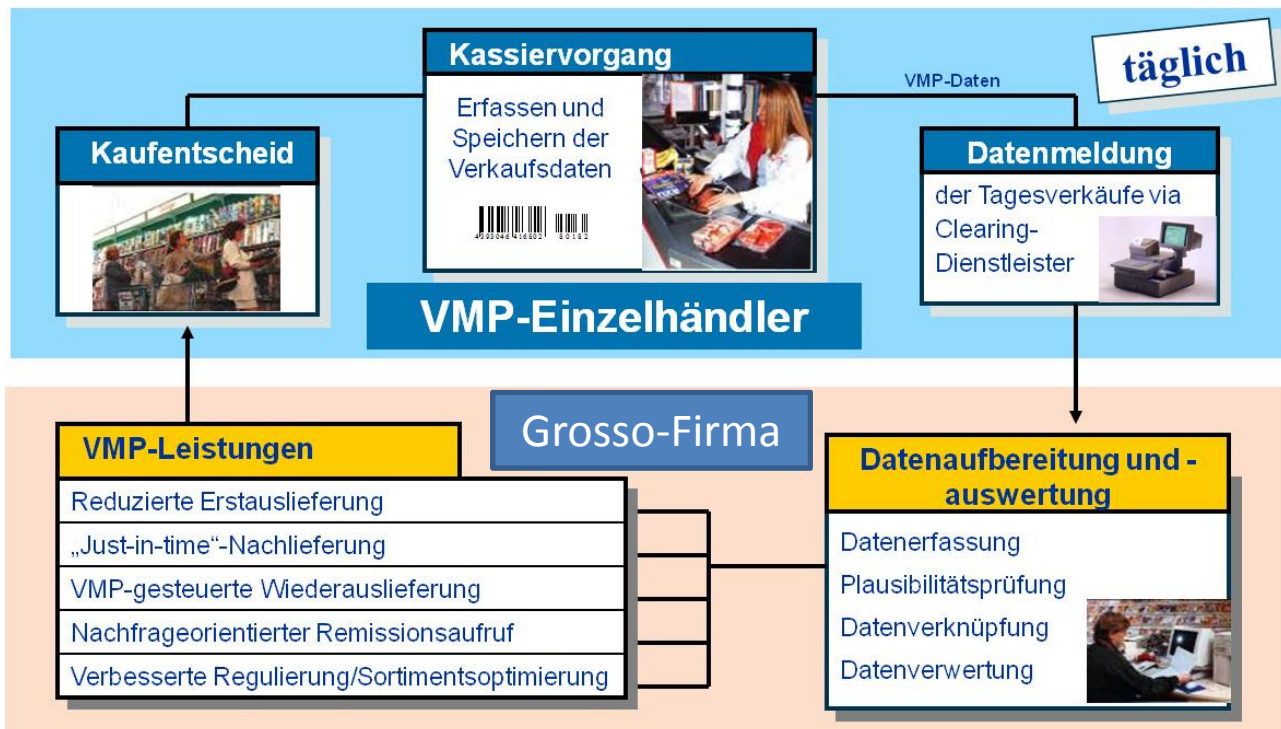 Kassiervorgang
Erfassen und
Speichern der
Verkaufsdaten
VMP-Daten
täglich
Kaufentscheid
Datenmeldung
der Tagesverkäufe via
Clearing-
Dienstleister
VMP-Einzelhändler
Grosso-Firma
VMP-Leistungen
Reduzierte Erstauslieferung
„Just-in-time“-Nachlieferung
VMP-gesteuerte Wiederauslieferung
Nachfrageorientierter Remissionsaufruf
Verbesserte Regulierung/Sortimentsoptimierung
Datenaufbereitung und -
auswertung
Datenerfassung
Plausibilitätsprüfung
Datenverknüpfung
Datenverwertung